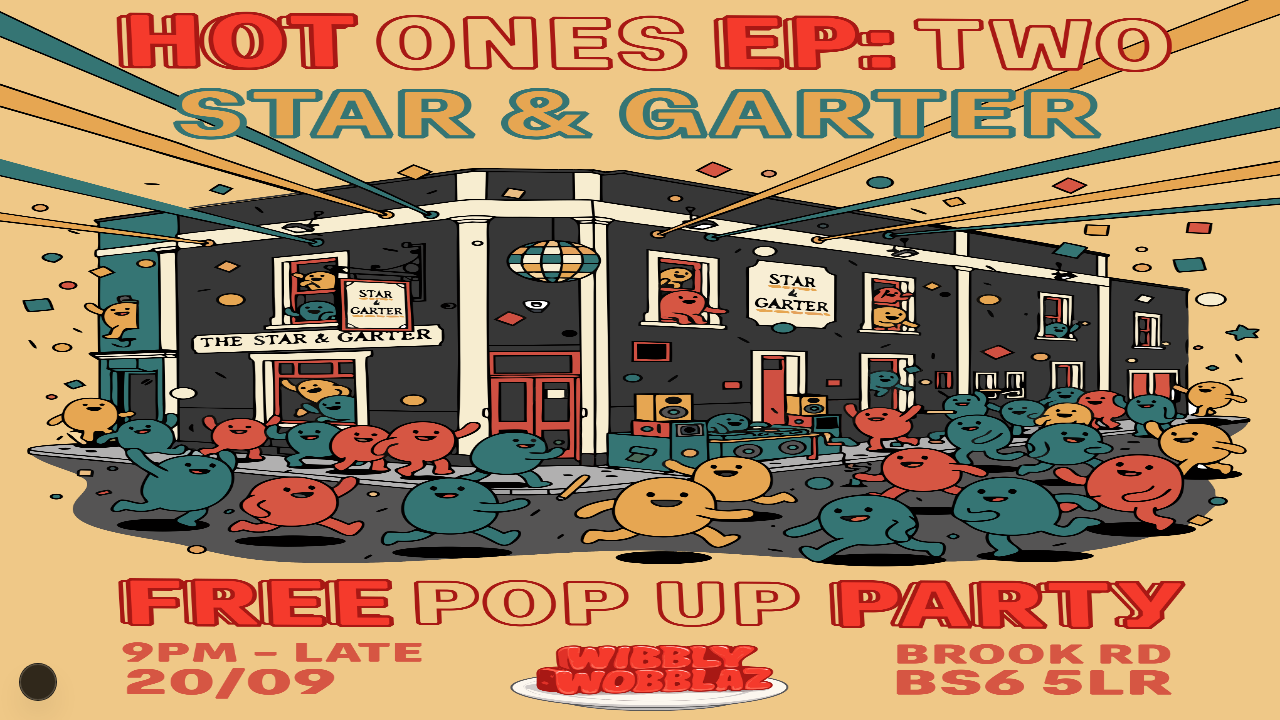 HOT ONES EP: TWO
STAR & GARTER
STAR
&
GARTER
STAR
&
GARTER
THE STAR & GARTER
FREE POP UP PARTY
9PM – LATE
20/09
WIBBLY
WOBBLAZ
BROOK RD
BS6 5LR